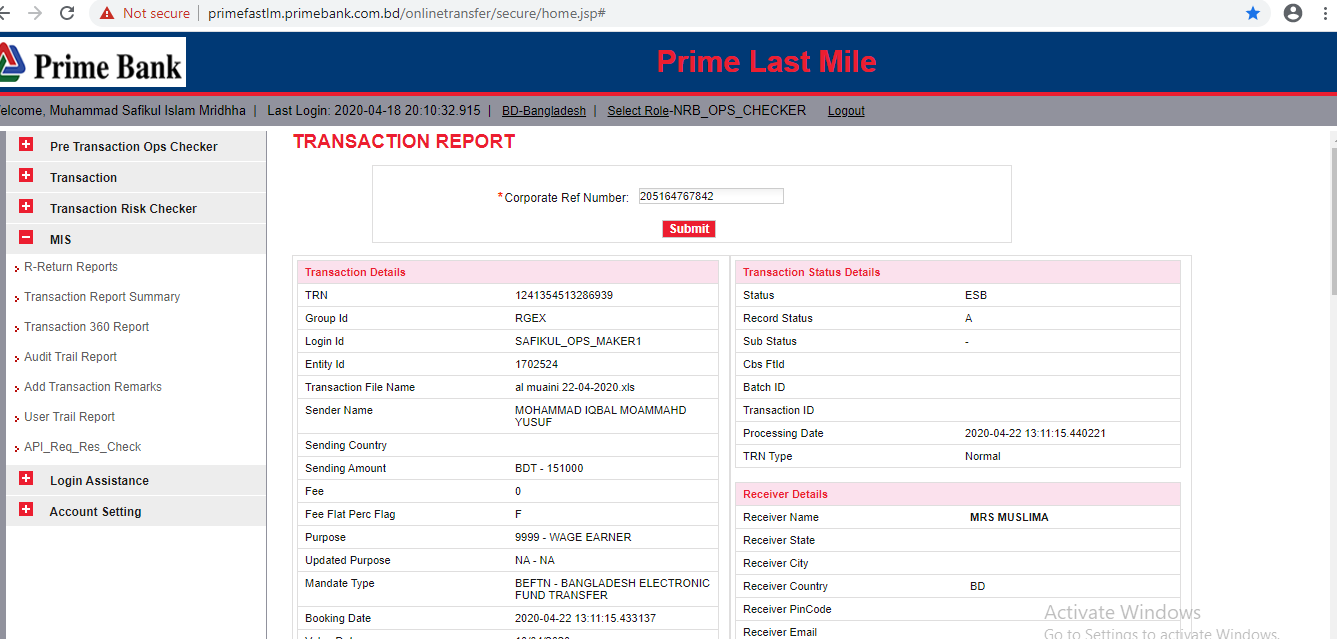 Not secure | primefastlm.primebank.com.bd/onlinetransfer/secure/home.jsp#
Prime Bank
Prime Last Mile
elcome, Muhammad Safikul Islam Mridhha | Last Login: 2020-04-18 20:10:32.915 | BD-Bangladesh | Select Role-NRB_OPS_CHECKER Logout
Pre Transaction Ops Checker
Transaction
Transaction Risk Checker
MIS
R-Return Reports
Transaction Report Summary
Transaction 360 Report
Audit Trail Report
Add Transaction Remarks
User Trail Report
API_Req_Res_Check
Login Assistance
Account Setting
TRANSACTION REPORT
*Corporate Ref Number: 205164767842
Submit
Transaction Details
TRN 1241354513286939
Group Id RGEX
Login Id SAFIKUL_OPS_MAKER1
Entity Id 1702524
Transaction File Name al muaini 22-04-2020.xls
Sender Name MOHAMMAD IQBAL MOAMMAHD
YUSUF
Sending Country
Sending Amount BDT - 151000
Fee 0
Fee Flat Perc Flag F
Purpose 9999 - WAGE EARNER
Updated Purpose NA - NA
Mandate Type BEFTN - BANGLADESH ELECTRONIC
FUND TRANSFER
Booking Date 2020-04-22 13:11:15.433137
Transaction Status Details
Status ESB
Record Status A
Sub Status -
Cbs FtId
Batch ID
Transaction ID
Processing Date 2020-04-22 13:11:15.440221
TRN Type Normal
Receiver Details
Receiver Name MRS MUSLIMA
Receiver State
Receiver City
Receiver Country BD
Receiver PinCode
Receiver Email
Activate Windows
Go to Settings to activate Windows.